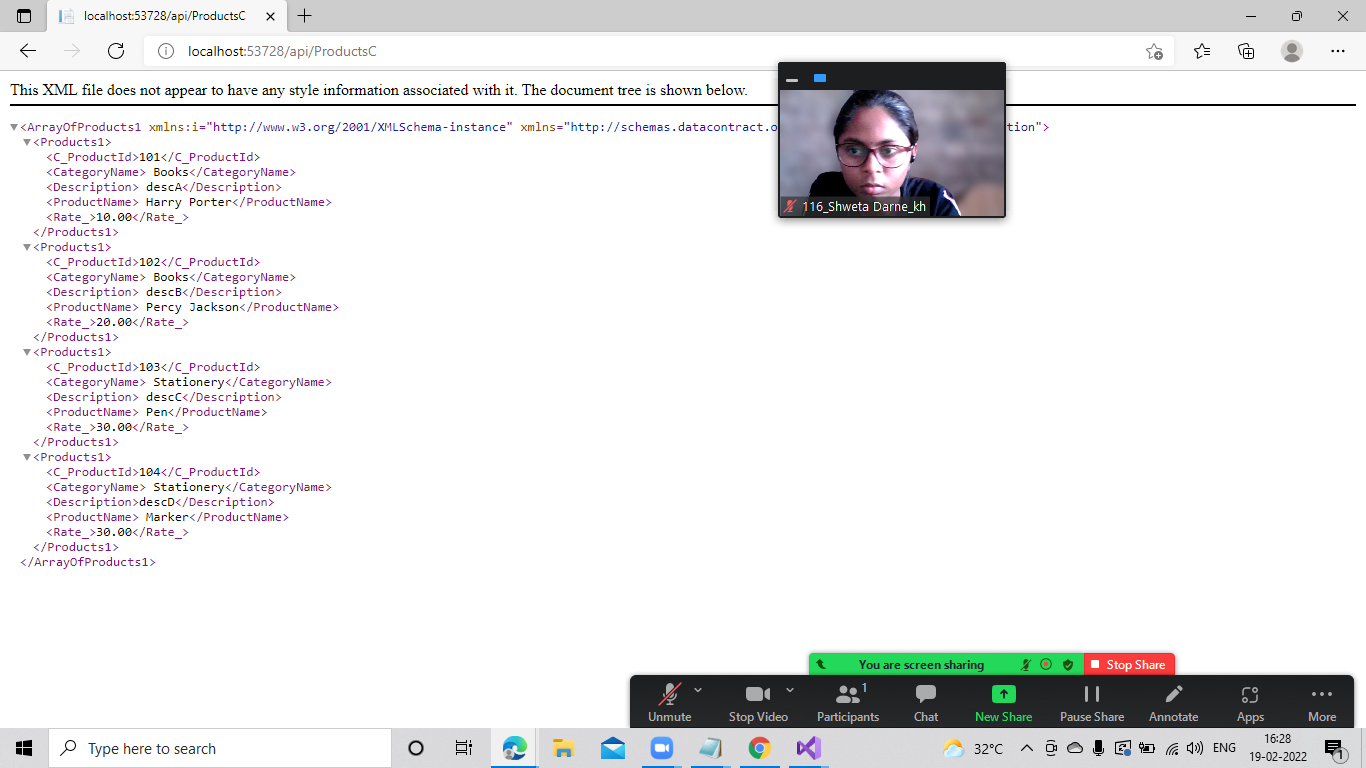 localhost:53728/api/ProductsC
localhost:53728/api/ProductsC
This XML file does not appear to have any style information associated with it. The document tree is shown below.
<ArrayOfProducts1 xmlns:i="http://www.w3.org/2001/XMLSchema-instance" xmlns="http://schemas.datacontract.o tion">
<Products1>
<C_ProductId>101</C_ProductId>
<CategoryName> Books</CategoryName>
<Description> descA</Description>
<ProductName> Harry Porter</ProductName>
<Rate_>10.00</Rate_>
</Products1>
<Products1>
<C_ProductId>102</C_ProductId>
<CategoryName> Books</CategoryName>
<Description> descB</Description>
<ProductName> Percy Jackson</ProductName>
<Rate_>20.00</Rate_>
</Products1>
<Products1>
<C_ProductId>103</C_ProductId>
<CategoryName> Stationery</CategoryName>
<Description> descC</Description>
<ProductName> Pen</ProductName>
<Rate_>30.00</Rate_>
</Products1>
<Products1>
<C_ProductId>104</C_ProductId>
<CategoryName> Stationery</CategoryName>
<Description>descD</Description>
<ProductName> Marker</ProductName>
<Rate_>30.00</Rate_>
</Products1>
</ArrayOfProducts1>
116_Shweta Darne_kh
You are screen sharing Stop Share
1
Unmute Stop Video Participants Chat New Share Pause Share Annotate Apps More
Type here to search 32°C ENG 16:28
19-02-2022 1